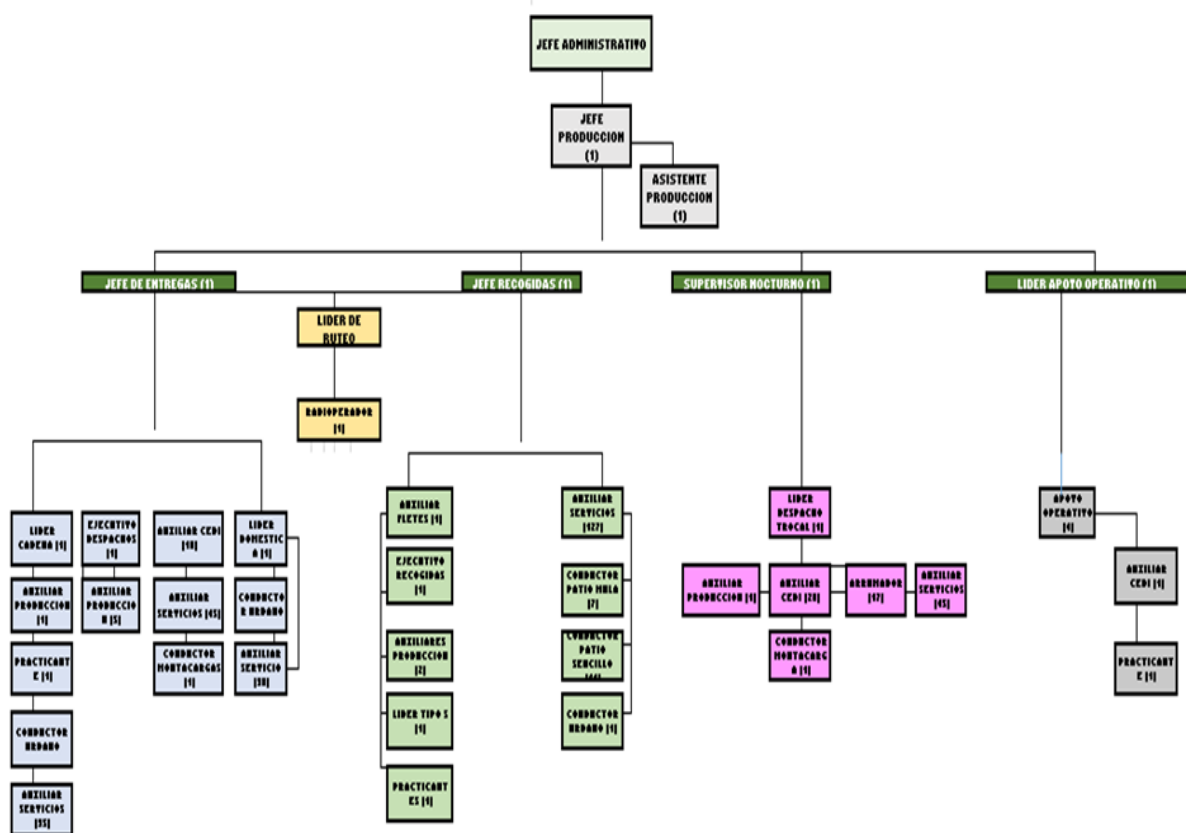 JEFE ADMINISTRATIVO
JEFE
PRODUCCION
(1)
ASISTENTE
PRODUCCION
(1)
JEFE DE ENTREGAS (1)
JEFE RECOGIDAS (1)
SUPERVISOR NOCTURNO (1)
LIDER APOYO OPERATIVO (1)
LIDER DE
RUTEO
RADIOPERADOR
[1]
LIDER
CADENA [1]
AUXILIAR
PRODUCCION
[1]
PRACTICANT
E [1]
CONDUCTOR
URBANO
AUXILIAR
SERVICIOS
[35]
EJECUTIVO
DESPACHOS
[1]
AUXILIAR
PRODUCCIO
N [5]
AUXILIAR CEDI
[18]
AUXILIAR
SERVICIOS [45]
CONDUCTOR
MONTACARGAS
[1]
LIDER
DOMESTIC
A [1]
CONDUCTO
R URBANO
AUXILIAR
SERVICIO
[38]
AUXILIAR
FLETES [1]
EJECUTIVO
RECOGIDAS
[1]
AUXILIARES
PRODUCCION
[2]
LIDER TIPO S
[1]
PRACTICANT
ES [1]
AUXILIAR
SERVICIOS
[127]
CONDUCTOR
PATIO MULA
[7]
CONDUCTOR
PATIO
SENCILLO
CONDUCTOR
URBANO [1]
LIDER
DESPACHO
TROCAL [1]
AUXILIAR
PRODUCCION [1]
AUXILIAR
CEDI [28]
ARRUMADOR
[17]
AUXILIAR
SERVICIOS
[45]
CONDUCTOR
MONTACARG
A [1]
APOYO
OPERATIVO
AUXILIAR
CEDI [1]
PRACTICANT
E [1]